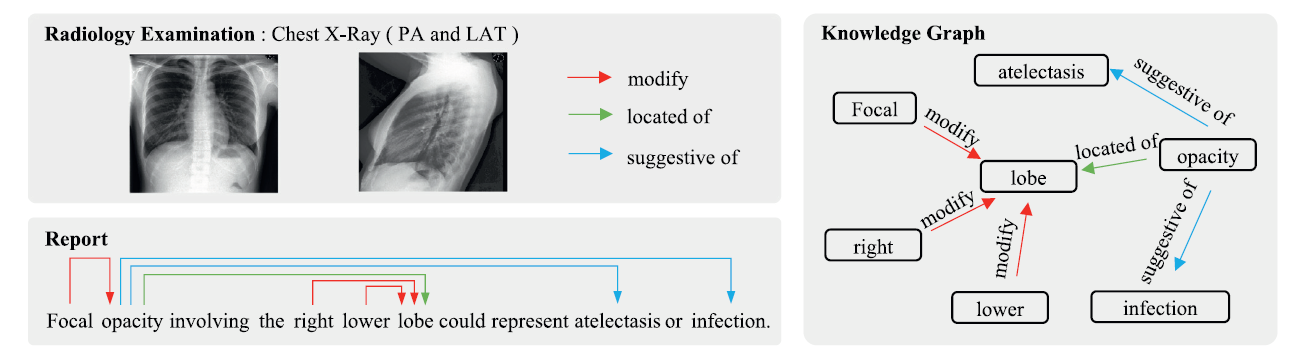 Radiology Examination : Chest X-Ray ( PA and LAT )
modify
located of
suggestive of
Report
Focal opacity involving the right lower lobe could represent atelectasis or infection.
Knowledge Graph
atelectasis
suggestive of
Focal
modify
located of
opacity
lobe
modify
right
modify
suggestive of
lower
infection